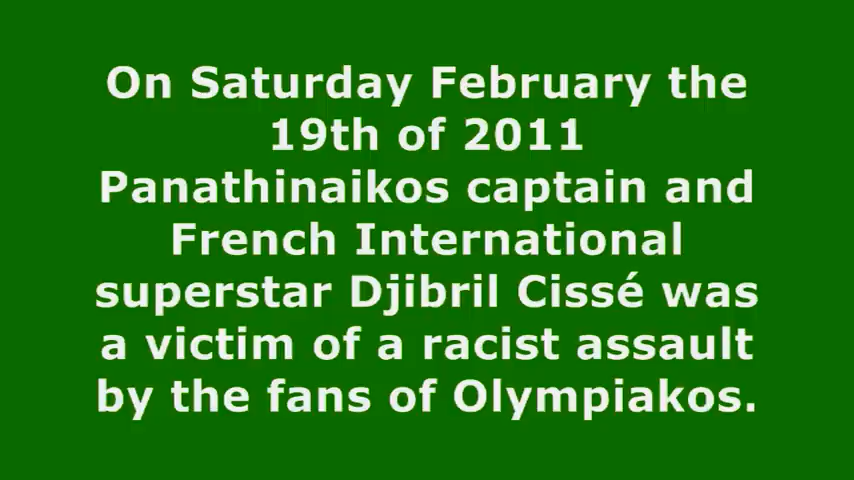 On Saturday February the
19th of 2011
Panathinaikos captain and
French International
superstar Djibril Cissé was
a victim of a racist assault
by the fans of Olympiakos.